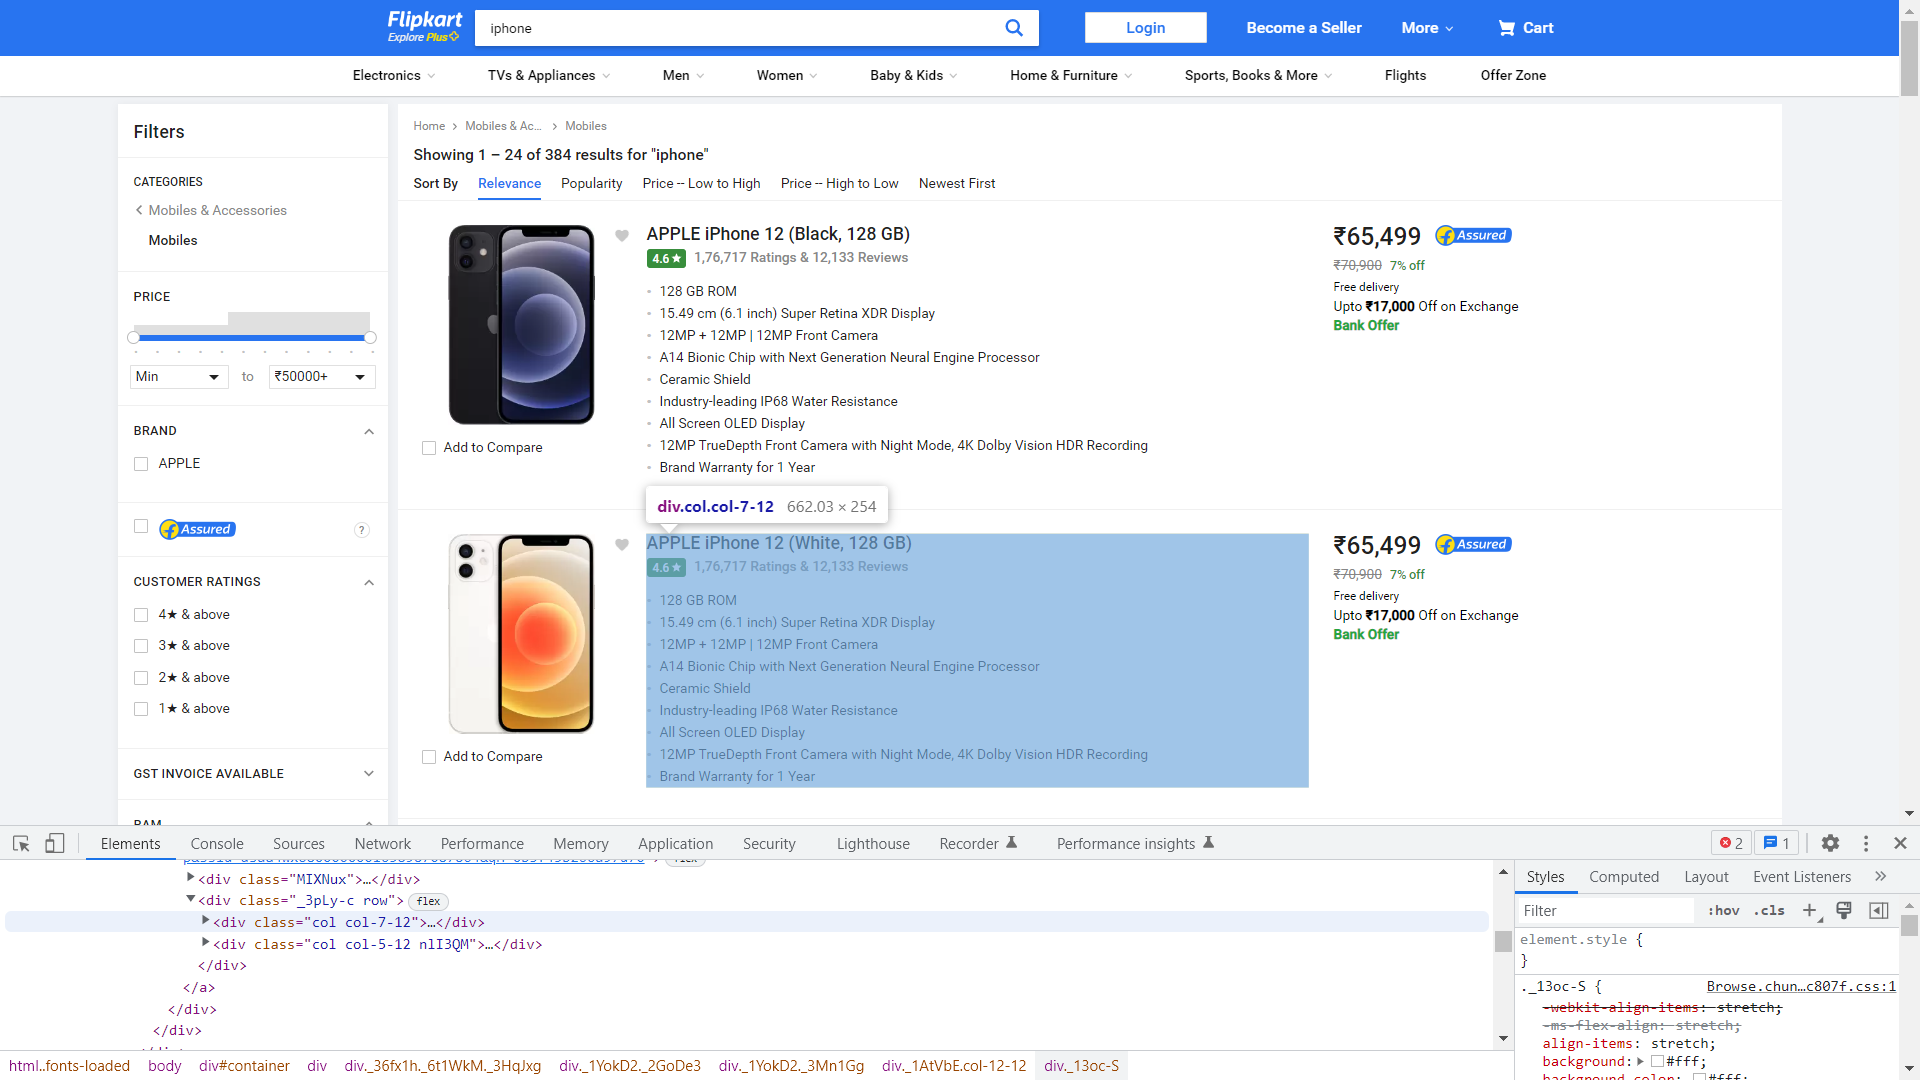 Flipkart
Explore Plus
iphone
Login
Become a Seller
More
Cart
Electronics
TVs & Appliances
Men
Women
Baby & Kids
Home & Furniture
Sports, Books & More
Flights
Offer Zone
Filters
CATEGORIES
Mobiles & Accessories
Mobiles
PRICE
Min
to
₹50000+
BRAND
APPLE
Assured
?
CUSTOMER RATINGS
4★ & above
3★ & above
2★ & above
1★ & above
GST INVOICE AVAILABLE
RAM
Home
Mobiles & Ac...
Mobiles
Showing 1 – 24 of 384 results for "iphone"
Sort By
Relevance
Popularity
Price -- Low to High
Price -- High to Low
Newest First
APPLE iPhone 12 (Black, 128 GB)
4.6★ 1,76,717 Ratings & 12,133 Reviews
128 GB ROM
15.49 cm (6.1 inch) Super Retina XDR Display
12MP + 12MP | 12MP Front Camera
A14 Bionic Chip with Next Generation Neural Engine Processor
Ceramic Shield
Industry-leading IP68 Water Resistance
All Screen OLED Display
12MP TrueDepth Front Camera with Night Mode, 4K Dolby Vision HDR Recording
Brand Warranty for 1 Year
Add to Compare
₹65,499
Assured
₹70,900 7% off
Free delivery
Upto ₹17,000 Off on Exchange
Bank Offer
div.col.col-7-12 662.03 × 254
APPLE iPhone 12 (White, 128 GB)
4.6★ 1,76,717 Ratings & 12,133 Reviews
128 GB ROM
15.49 cm (6.1 inch) Super Retina XDR Display
12MP + 12MP | 12MP Front Camera
A14 Bionic Chip with Next Generation Neural Engine Processor
Ceramic Shield
Industry-leading IP68 Water Resistance
All Screen OLED Display
12MP TrueDepth Front Camera with Night Mode, 4K Dolby Vision HDR Recording
Brand Warranty for 1 Year
Add to Compare
₹65,499
Assured
₹70,900 7% off
Free delivery
Upto ₹17,000 Off on Exchange
Bank Offer
Elements
Console
Sources
Network
Performance
Memory
Application
Security
Lighthouse
Recorder
Performance insights
2
1
flex
<div class="MIXNux">…</div>
<div class="_3pLy-c row"> flex
<div class="col col-7-12">…</div>
<div class="col col-5-12 nlI3QM">…</div>
</div>
</a>
</div>
</div>
html..fonts-loaded
body
div#container
div
div._36fx1h._6t1WkM._3HqJxg
div._1YokD2._2GoDe3
div._1YokD2._3Mn1Gg
div._1AtVbE.col-12-12
div._13oc-S
Styles
Computed
Layout
Event Listeners
Filter
:hov
.cls
element.style {
}
._13oc-S {
Browse.chun…c807f.css:1
-webkit-align-items: stretch;
-ms-flex-align: stretch;
align-items: stretch;
background: #fff;
background-color: #fff;